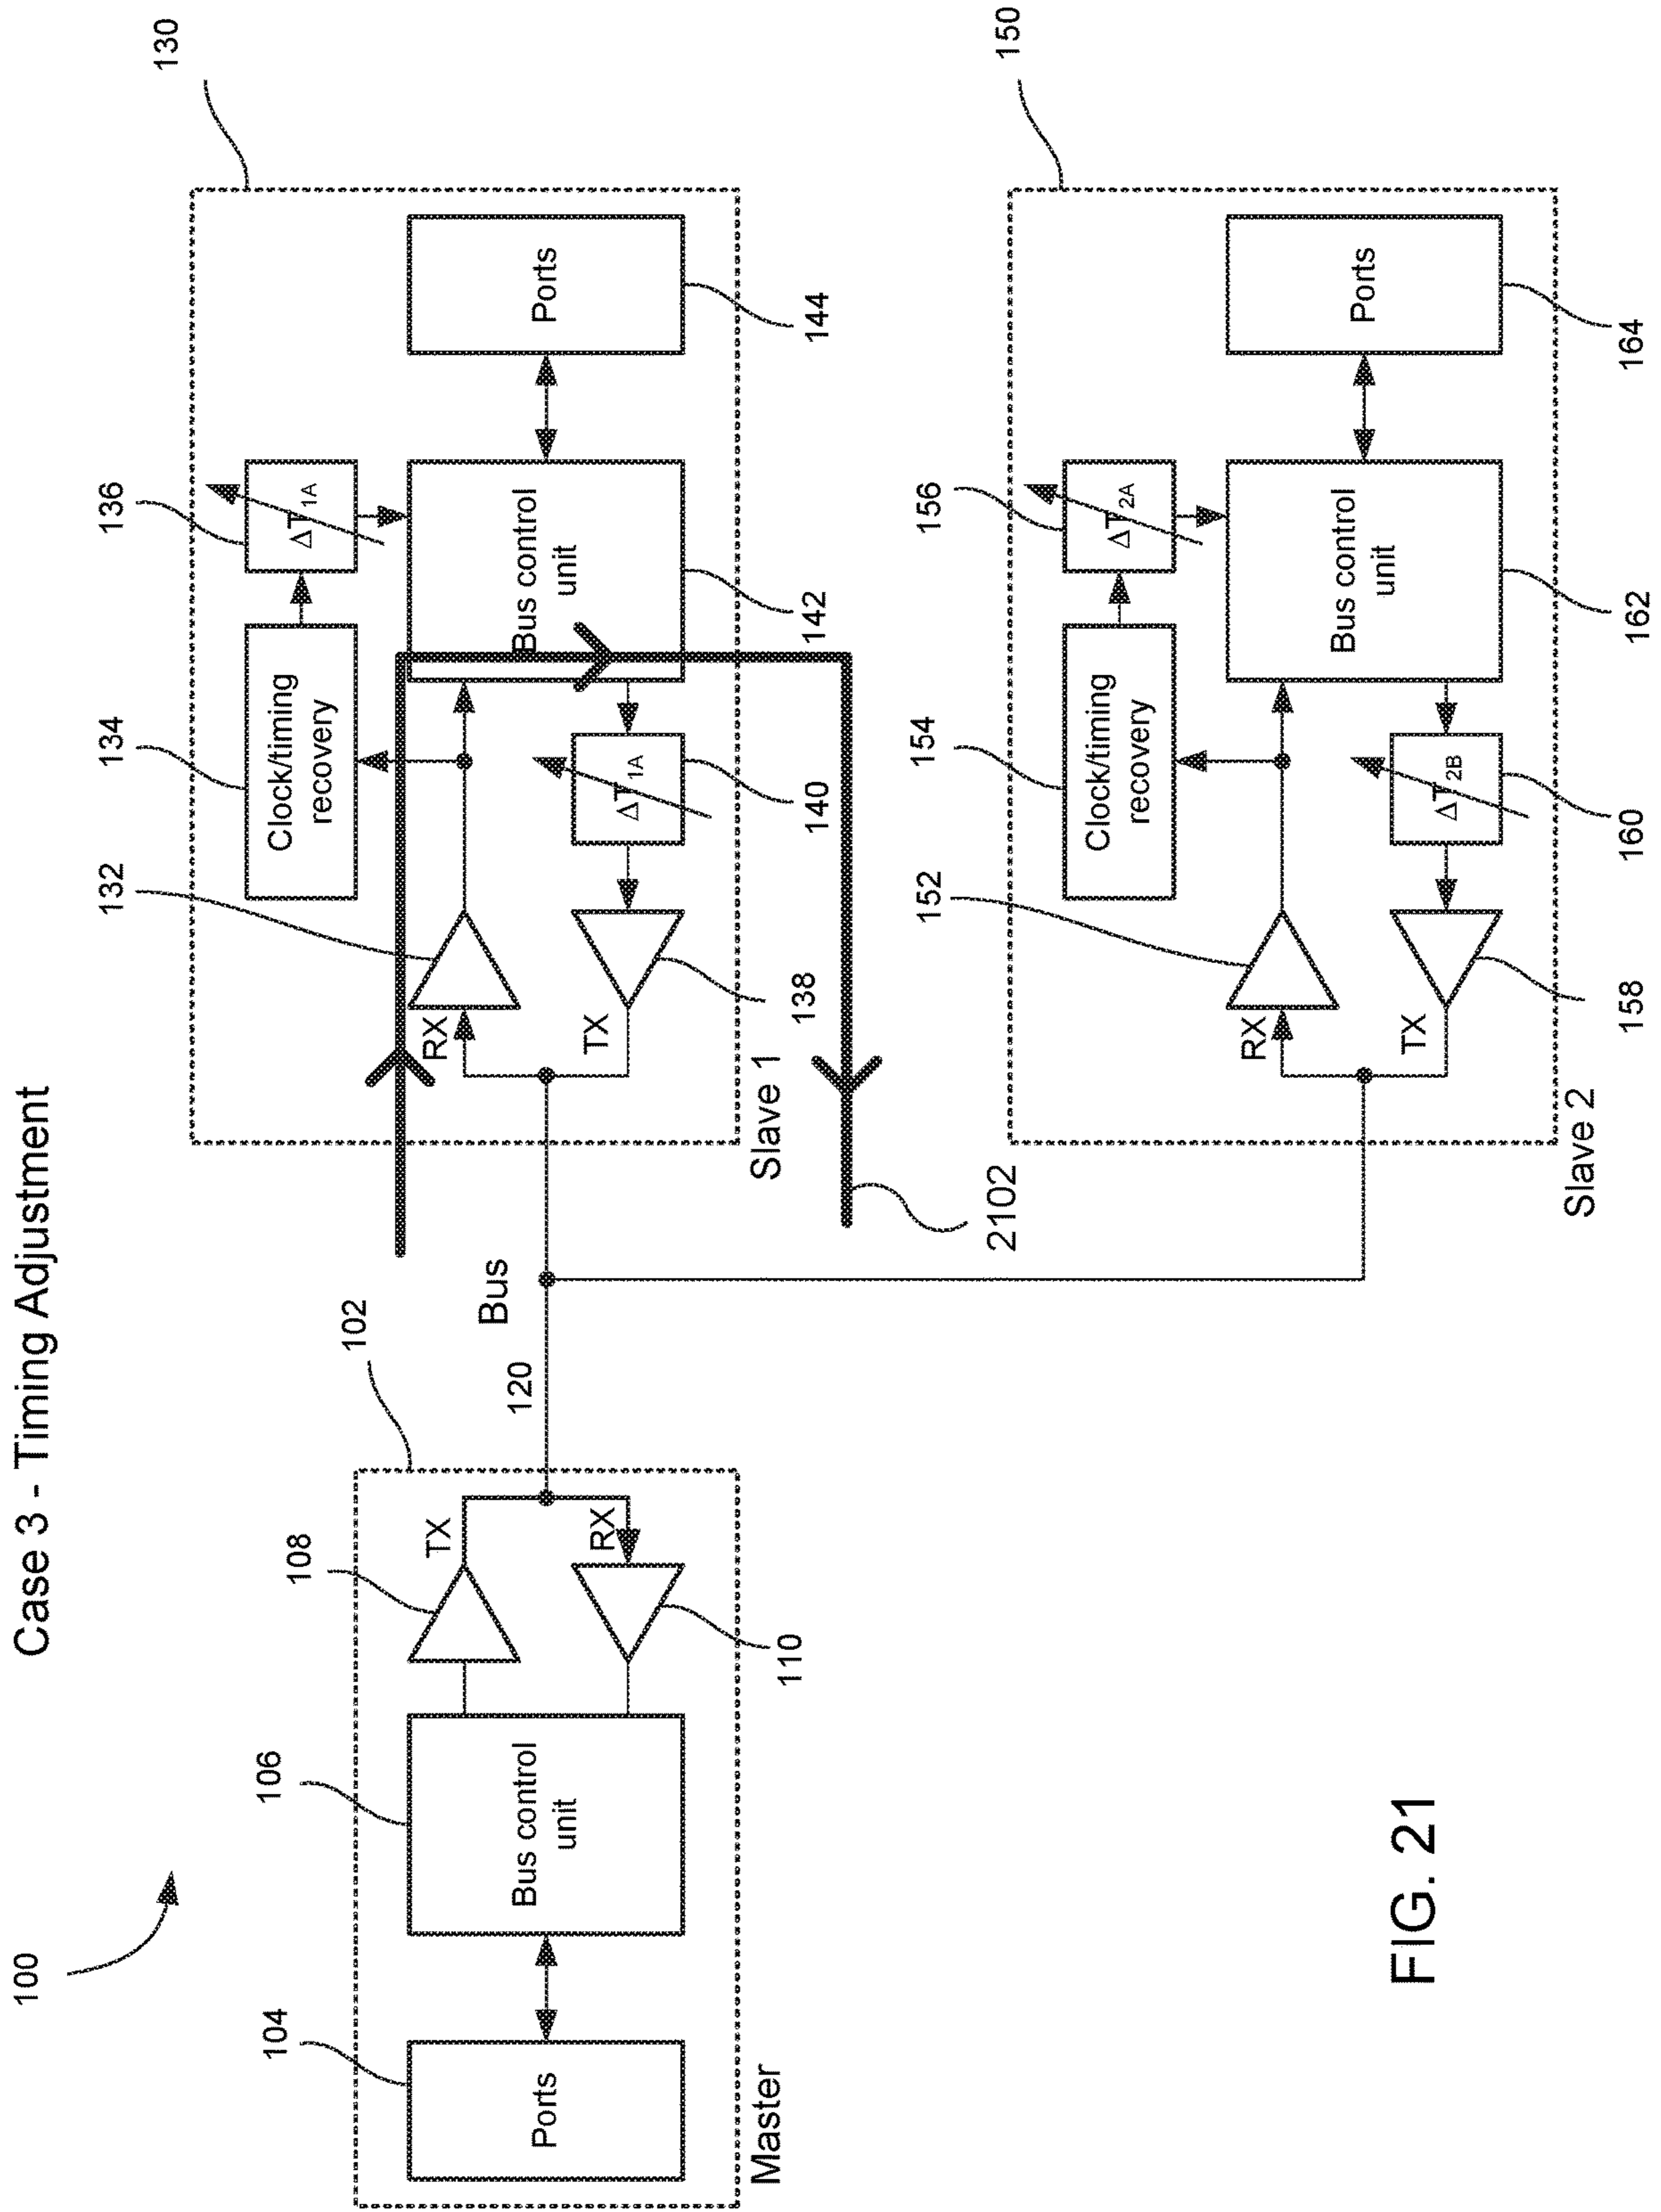 Case 3 - Timing Adjustment
100
Master
102
104
Ports
106
Bus control
unit
108
TX
RX
110
Bus
120
130
Slave 1
132
RX
134
Clock/timing
recovery
136
ΔT1A
Bus control
unit
142
Ports
144
ΔT1A
140
138
TX
2102
150
Slave 2
152
RX
154
Clock/timing
recovery
156
ΔT2A
Bus control
unit
162
Ports
164
ΔT2B
160
158
TX
FIG. 21